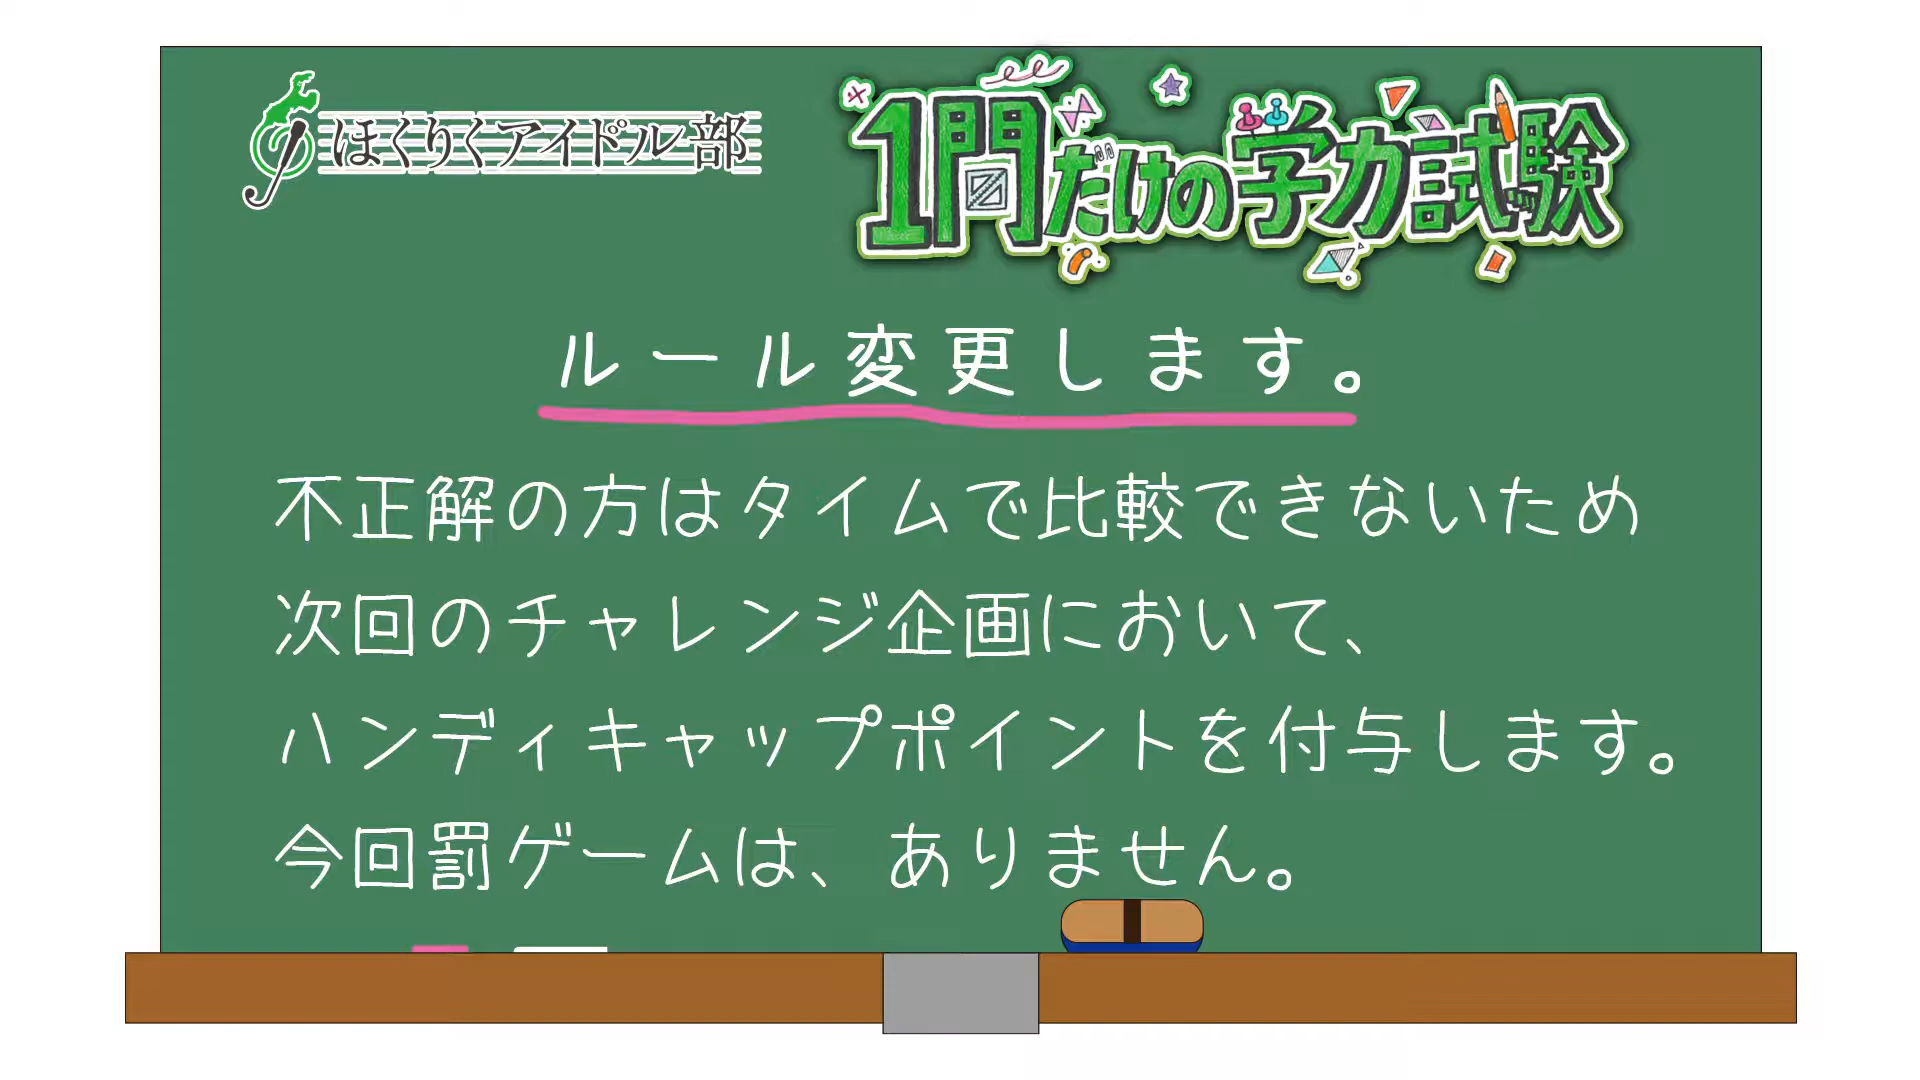 ほくりくアイドル部
1問だけの学力試験
ルール変更します。
不正解の方はタイムで比較できないため
次回のチャレンジ企画において、
ハンディキャップポイントを付与します。
今回罰ゲームは、ありません。